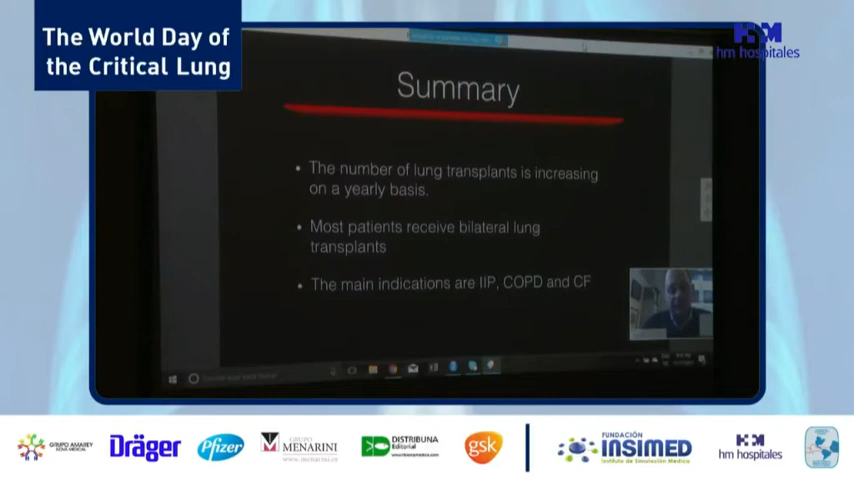 The World Day of
the Critical Lung
hm hospitales
Summary
• The number of lung transplants is increasing
on a yearly basis.
• Most patients receive bilateral lung
transplants
• The main indications are IIP, COPD and CF
GRUPO AMAREY
NOVA MEDICAL
Dräger
Pfizer
GRUPO
MENARINI
DISTRIBUNA
Editorial
gsk
FUNDACIÓN
INSIMED
Instituto de Simulación Médica
hm hospitales